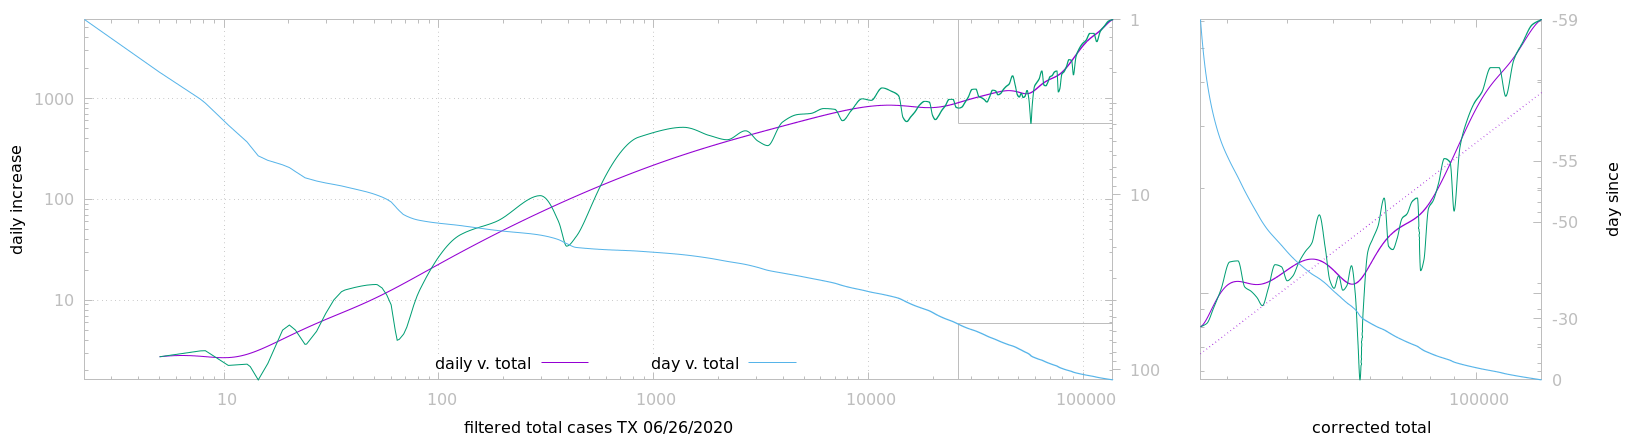 daily increase
1000
100
10
10
100
1000
10000
100000
filtered total cases TX 06/26/2020
daily v. total
day v. total
1
10
100
100000
corrected total
-59
-55
-50
-30
0
day since